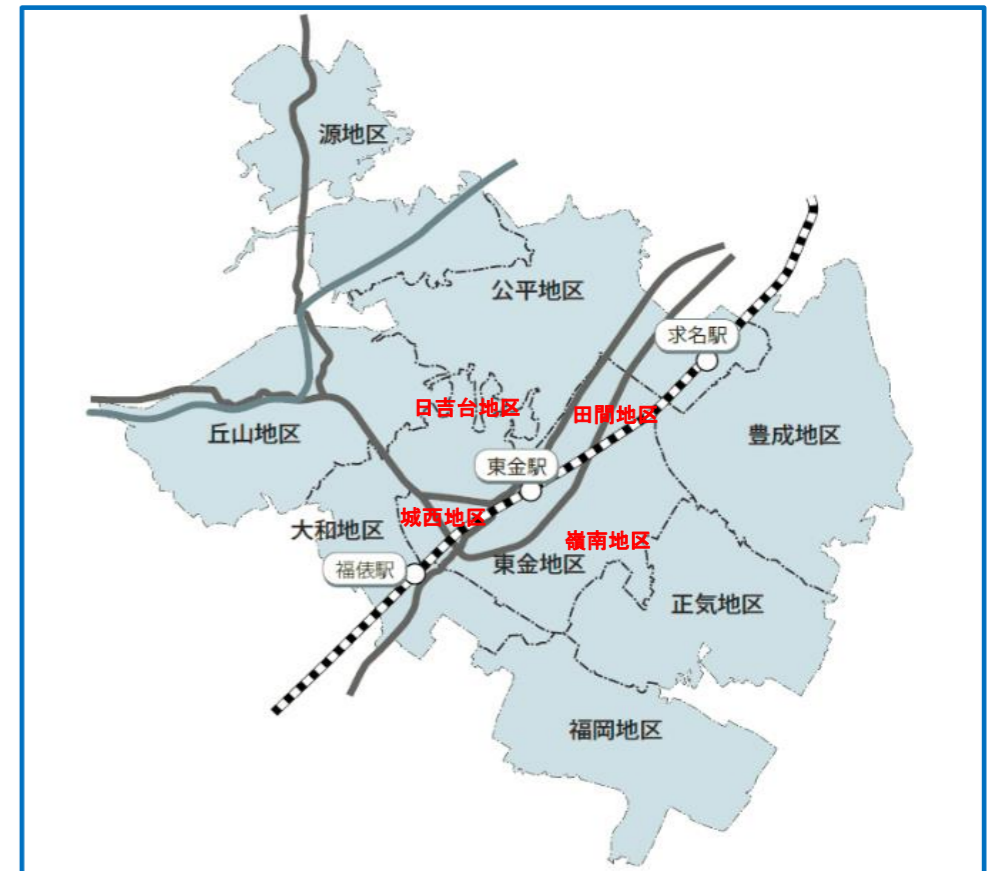 源地区
公平地区
求名駅
日吉台地区
田間地区
丘山地区
豊成地区
東金駅
城西地区
大和地区
嶺南地区
福俵駅
東金地区
正気地区
福岡地区